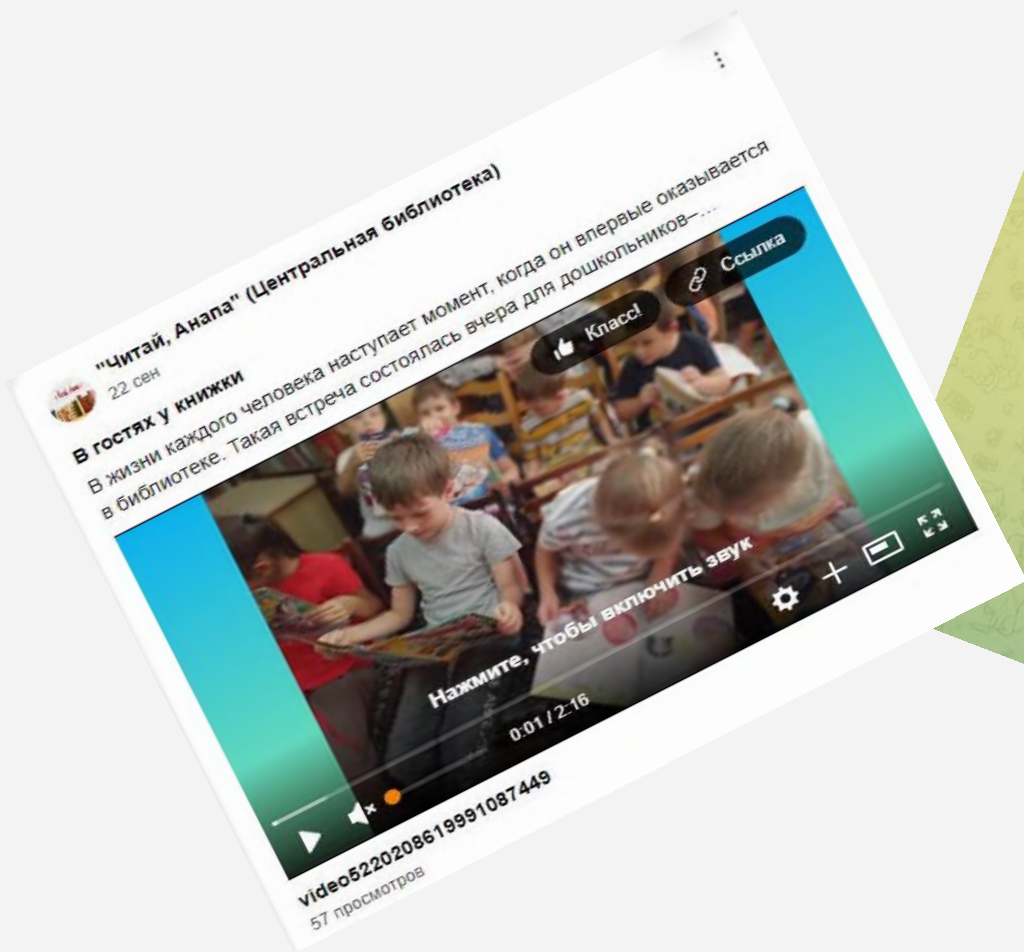 "Читай, Анапа" (Центральная библиотека)
22 сен
В гостях у книжки
В жизни каждого человека наступает момент, когда он впервые оказывается
в библиотеке. Такая встреча состоялась вчера для дошкольников–...
Класс!
Ссылка
Нажмите, чтобы включить звук
0:01 / 2:16
video5220208619991087449
57 просмотров